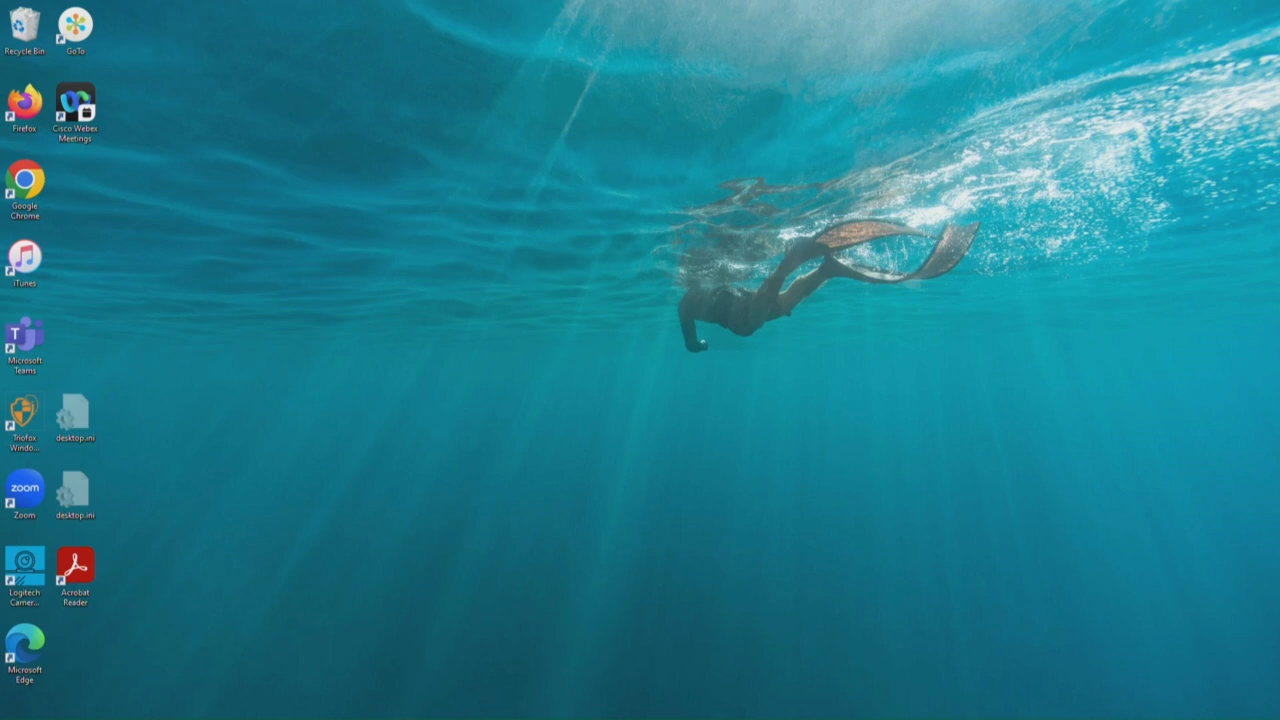 Recycle Bin
GoTo
Firefox
Cisco Webex
Meetings
Google
Chrome
iTunes
T
Microsoft
Teams
Triofox
Windo...
desktop.ini
zoom
Zoom
desktop.ini
Logitech
Camer...
Acrobat
Reader
Microsoft
Edge